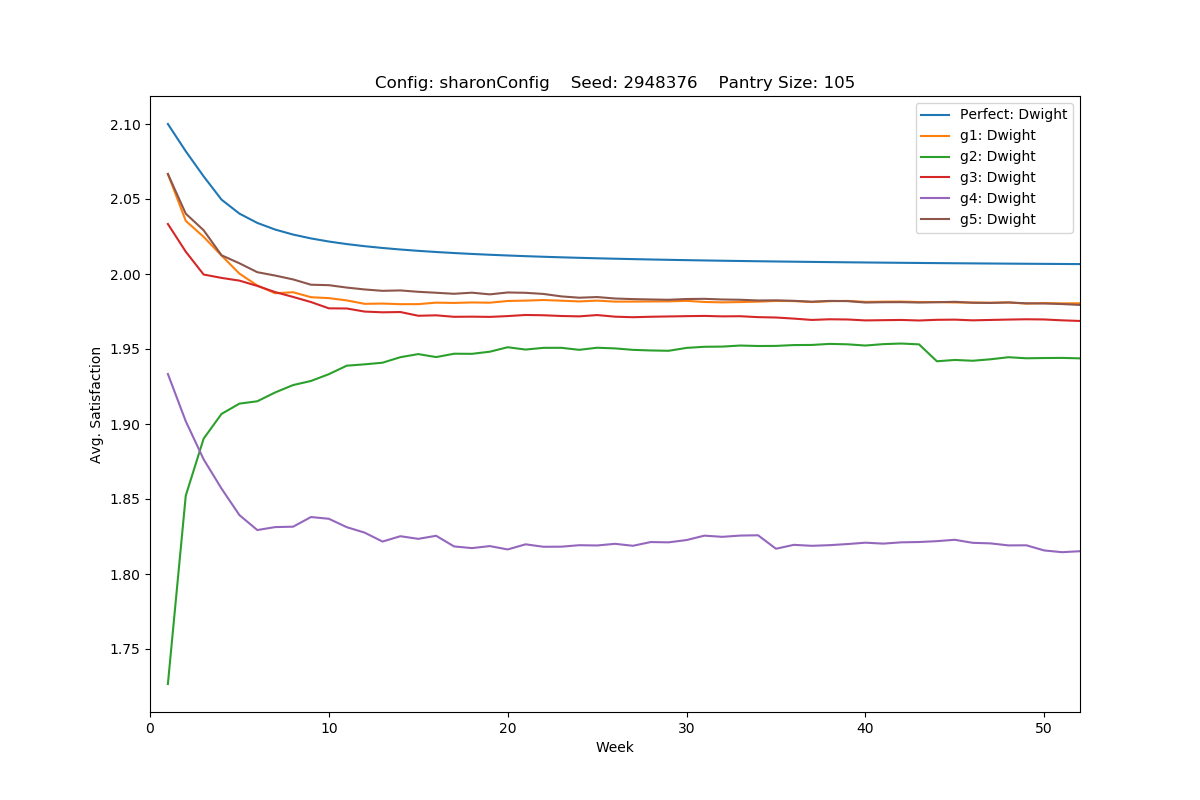 Config: sharonConfig    Seed: 2948376    Pantry Size: 105
Perfect: Dwight
g1: Dwight
g2: Dwight
g3: Dwight
g4: Dwight
g5: Dwight
2.10
2.05
2.00
1.95
1.90
1.85
1.80
1.75
Avg. Satisfaction
0 10 20 30 40 50
Week